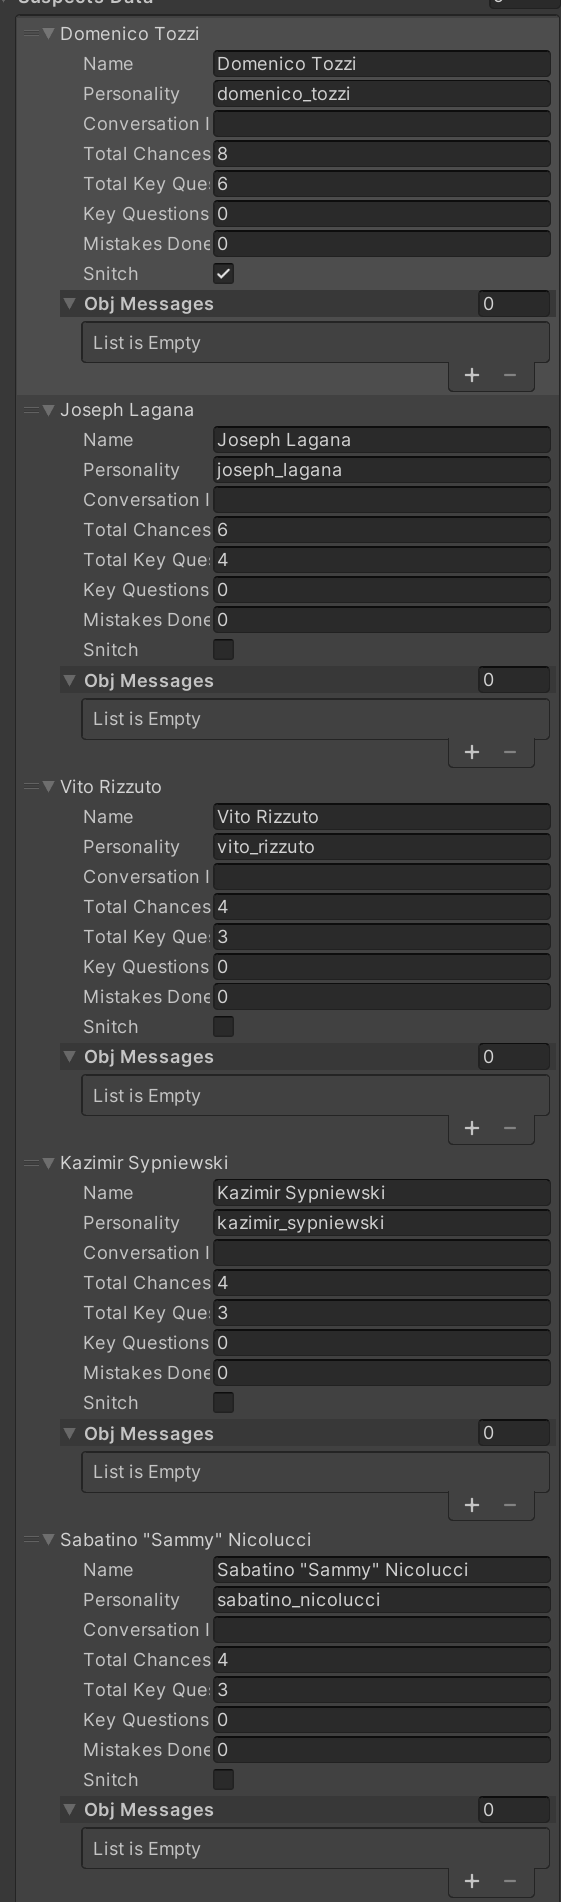 Suspects Data
Domenico Tozzi
Name Domenico Tozzi
Personality domenico_tozzi
Conversation I
Total Chances 8
Total Key Ques 6
Key Questions 0
Mistakes Done 0
Snitch
Obj Messages 0
List is Empty
+ −
Joseph Lagana
Name Joseph Lagana
Personality joseph_lagana
Conversation I
Total Chances 6
Total Key Ques 4
Key Questions 0
Mistakes Done 0
Snitch
Obj Messages 0
List is Empty
+ −
Vito Rizzuto
Name Vito Rizzuto
Personality vito_rizzuto
Conversation I
Total Chances 4
Total Key Ques 3
Key Questions 0
Mistakes Done 0
Snitch
Obj Messages 0
List is Empty
+ −
Kazimir Sypniewski
Name Kazimir Sypniewski
Personality kazimir_sypniewski
Conversation I
Total Chances 4
Total Key Ques 3
Key Questions 0
Mistakes Done 0
Snitch
Obj Messages 0
List is Empty
+ −
Sabatino "Sammy" Nicolucci
Name Sabatino "Sammy" Nicolucci
Personality sabatino_nicolucci
Conversation I
Total Chances 4
Total Key Ques 3
Key Questions 0
Mistakes Done 0
Snitch
Obj Messages 0
List is Empty
+ −